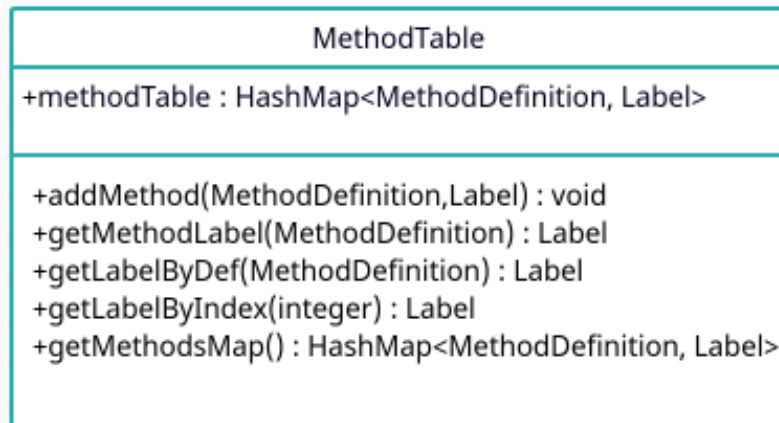 MethodTable
+methodTable : HashMap<MethodDefinition, Label>
+addMethod(MethodDefinition,Label) : void
+getMethodLabel(MethodDefinition) : Label
+getLabelByDef(MethodDefinition) : Label
+getLabelByIndex(integer) : Label
+getMethodsMap() : HashMap<MethodDefinition, Label>